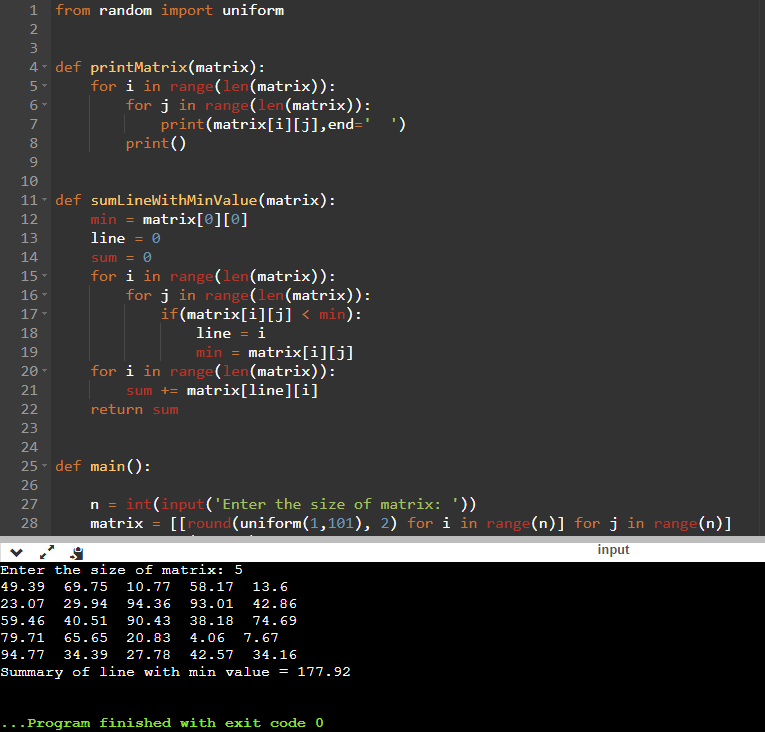 1 from random import uniform
2
3
4 def printMatrix(matrix):
5     for i in range(len(matrix)):
6         for j in range(len(matrix)):
7             print(matrix[i][j],end='  ')
8         print()
9
10
11 def sumLineWithMinValue(matrix):
12     min = matrix[0][0]
13     line = 0
14     sum = 0
15     for i in range(len(matrix)):
16         for j in range(len(matrix)):
17             if(matrix[i][j] < min):
18                 line = i
19                 min = matrix[i][j]
20     for i in range(len(matrix)):
21         sum += matrix[line][i]
22     return sum
23
24
25 def main():
26
27     n = int(input('Enter the size of matrix: '))
28     matrix = [[round(uniform(1,101), 2) for i in range(n)] for j in range(n)]
input
Enter the size of matrix: 5
49.39  69.75  10.77  58.17  13.6
23.07  29.94  94.36  93.01  42.86
59.46  40.51  90.43  38.18  74.69
79.71  65.65  20.83  4.06  7.67
94.77  34.39  27.78  42.57  34.16
Summary of line with min value = 177.92
...Program finished with exit code 0